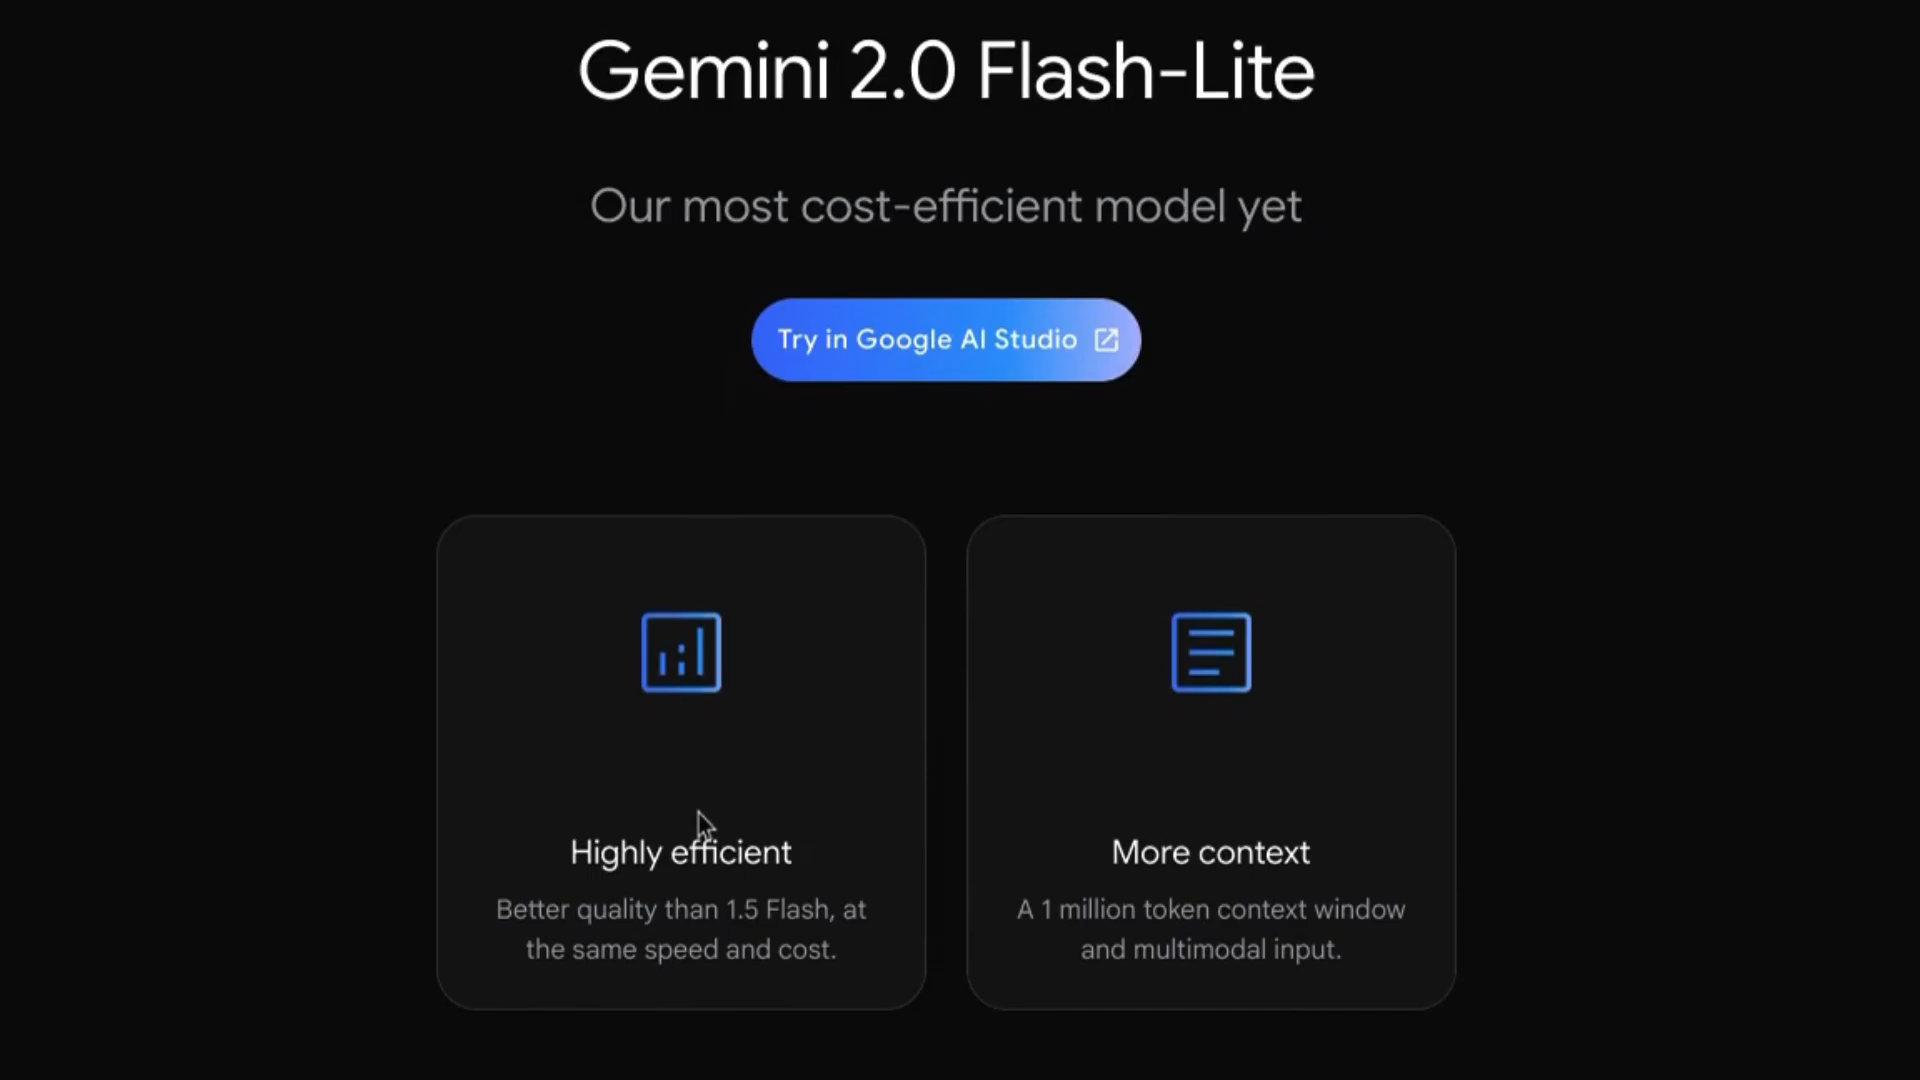 Gemini 2.0 Flash-Lite
Our most cost-efficient model yet
Try in Google AI Studio
Highly efficient
Better quality than 1.5 Flash, at
the same speed and cost.
More context
A 1 million token context window
and multimodal input.